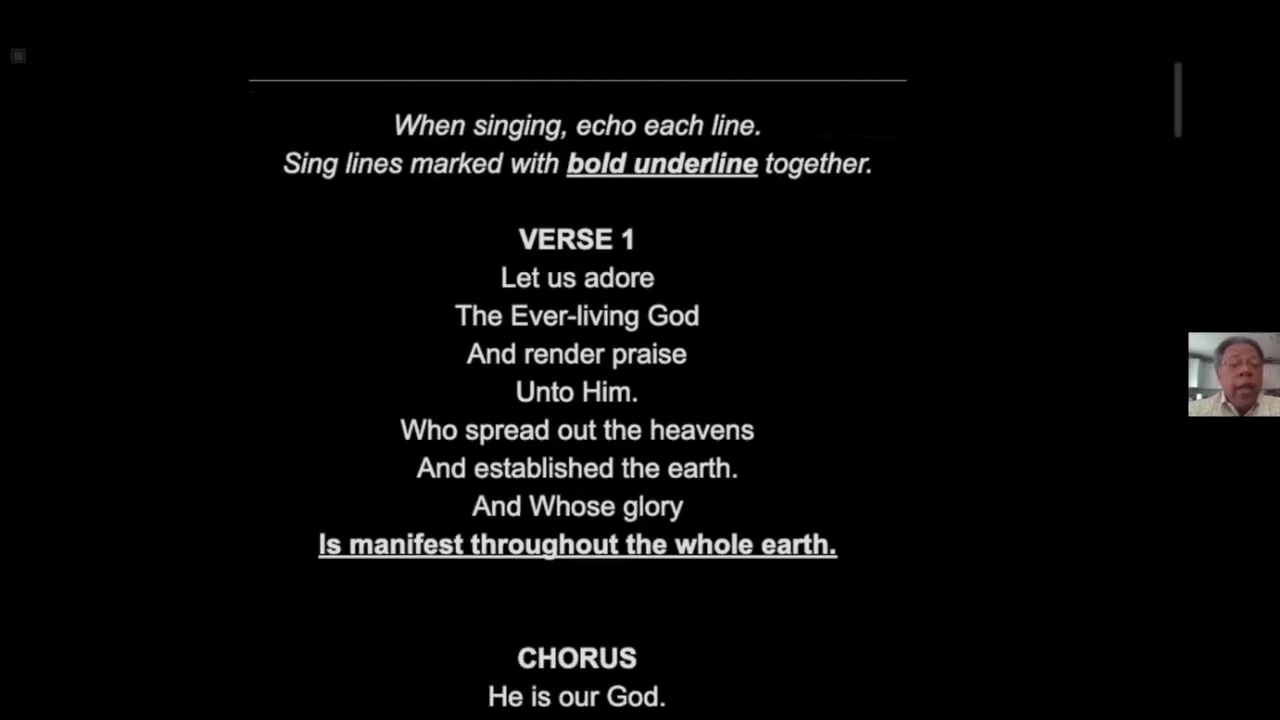 When singing, echo each line.
Sing lines marked with bold underline together.
VERSE 1
Let us adore
The Ever-living God
And render praise
Unto Him.
Who spread out the heavens
And established the earth.
And Whose glory
Is manifest throughout the whole earth.
CHORUS
He is our God.